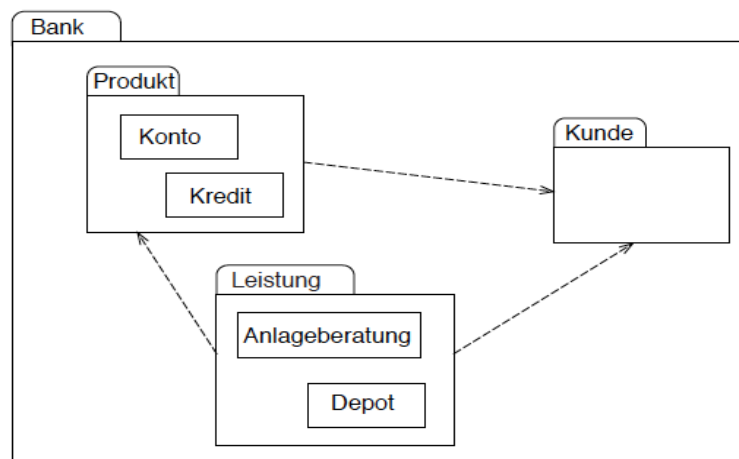 Bank
Produkt
Konto
Kredit
Kunde
Leistung
Anlageberatung
Depot